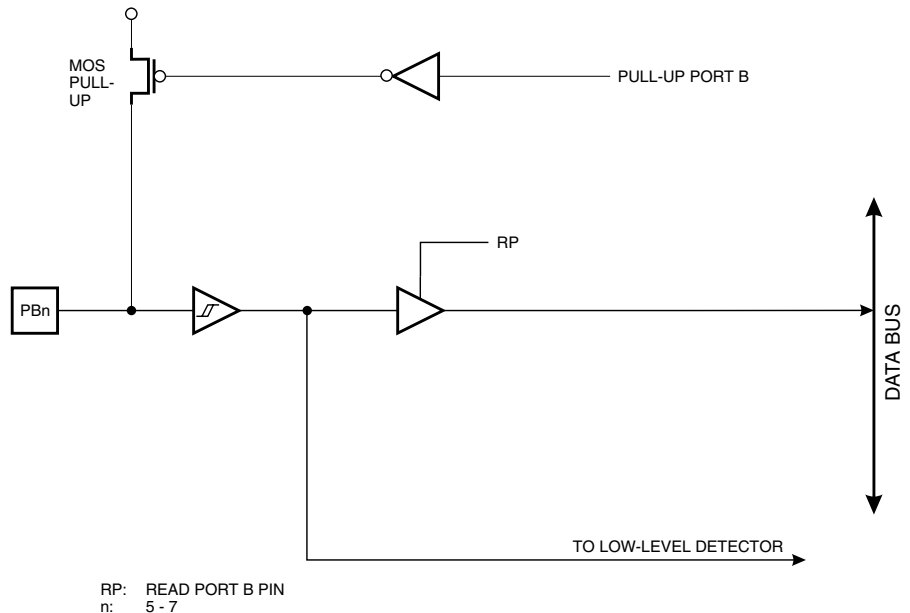 MOS
PULL-
UP
PULL-UP PORT B
RP
PBn
DATA BUS
TO LOW-LEVEL DETECTOR
RP: READ PORT B PIN
n: 5 - 7